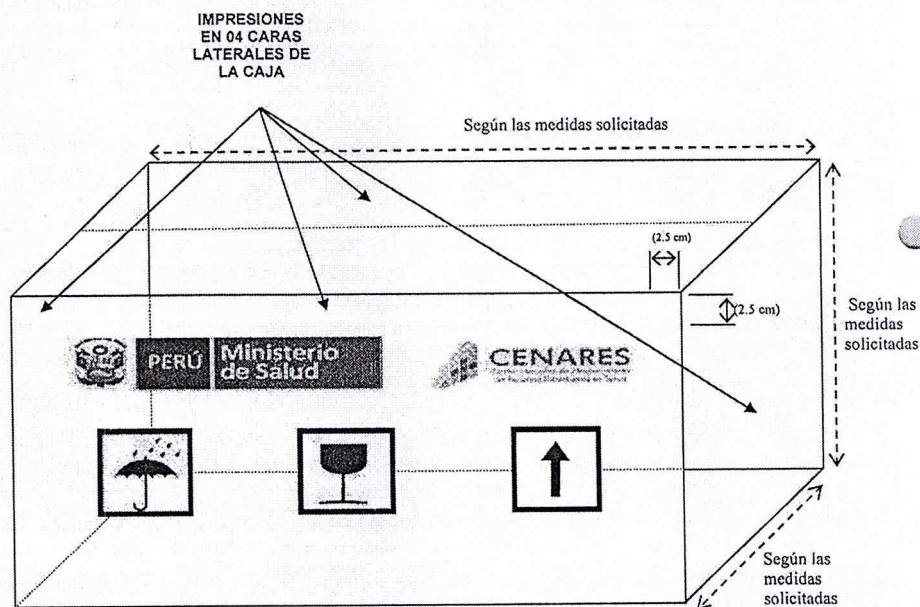 IMPRESIONES
EN 04 CARAS
LATERALES DE
LA CAJA
Según las medidas solicitadas
(2.5 cm)
(2.5 cm)
Según las
medidas
solicitadas
PERÚ
Ministerio
de Salud
CENARES
Según las
medidas
solicitadas